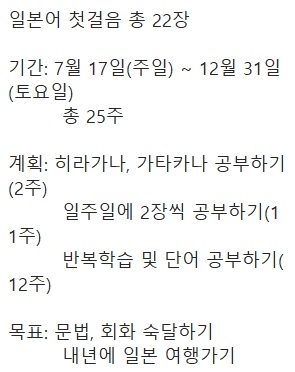 일본어 첫걸음 총 22장
기간: 7월 17일(주일) ~ 12월 31일
(토요일)
총 25주
계획: 히라가나, 가타카나 공부하기
(2주)
일주일에 2장씩 공부하기(1
1주)
반복학습 및 단어 공부하기(
12주)
목표: 문법, 회화 숙달하기
내년에 일본 여행가기